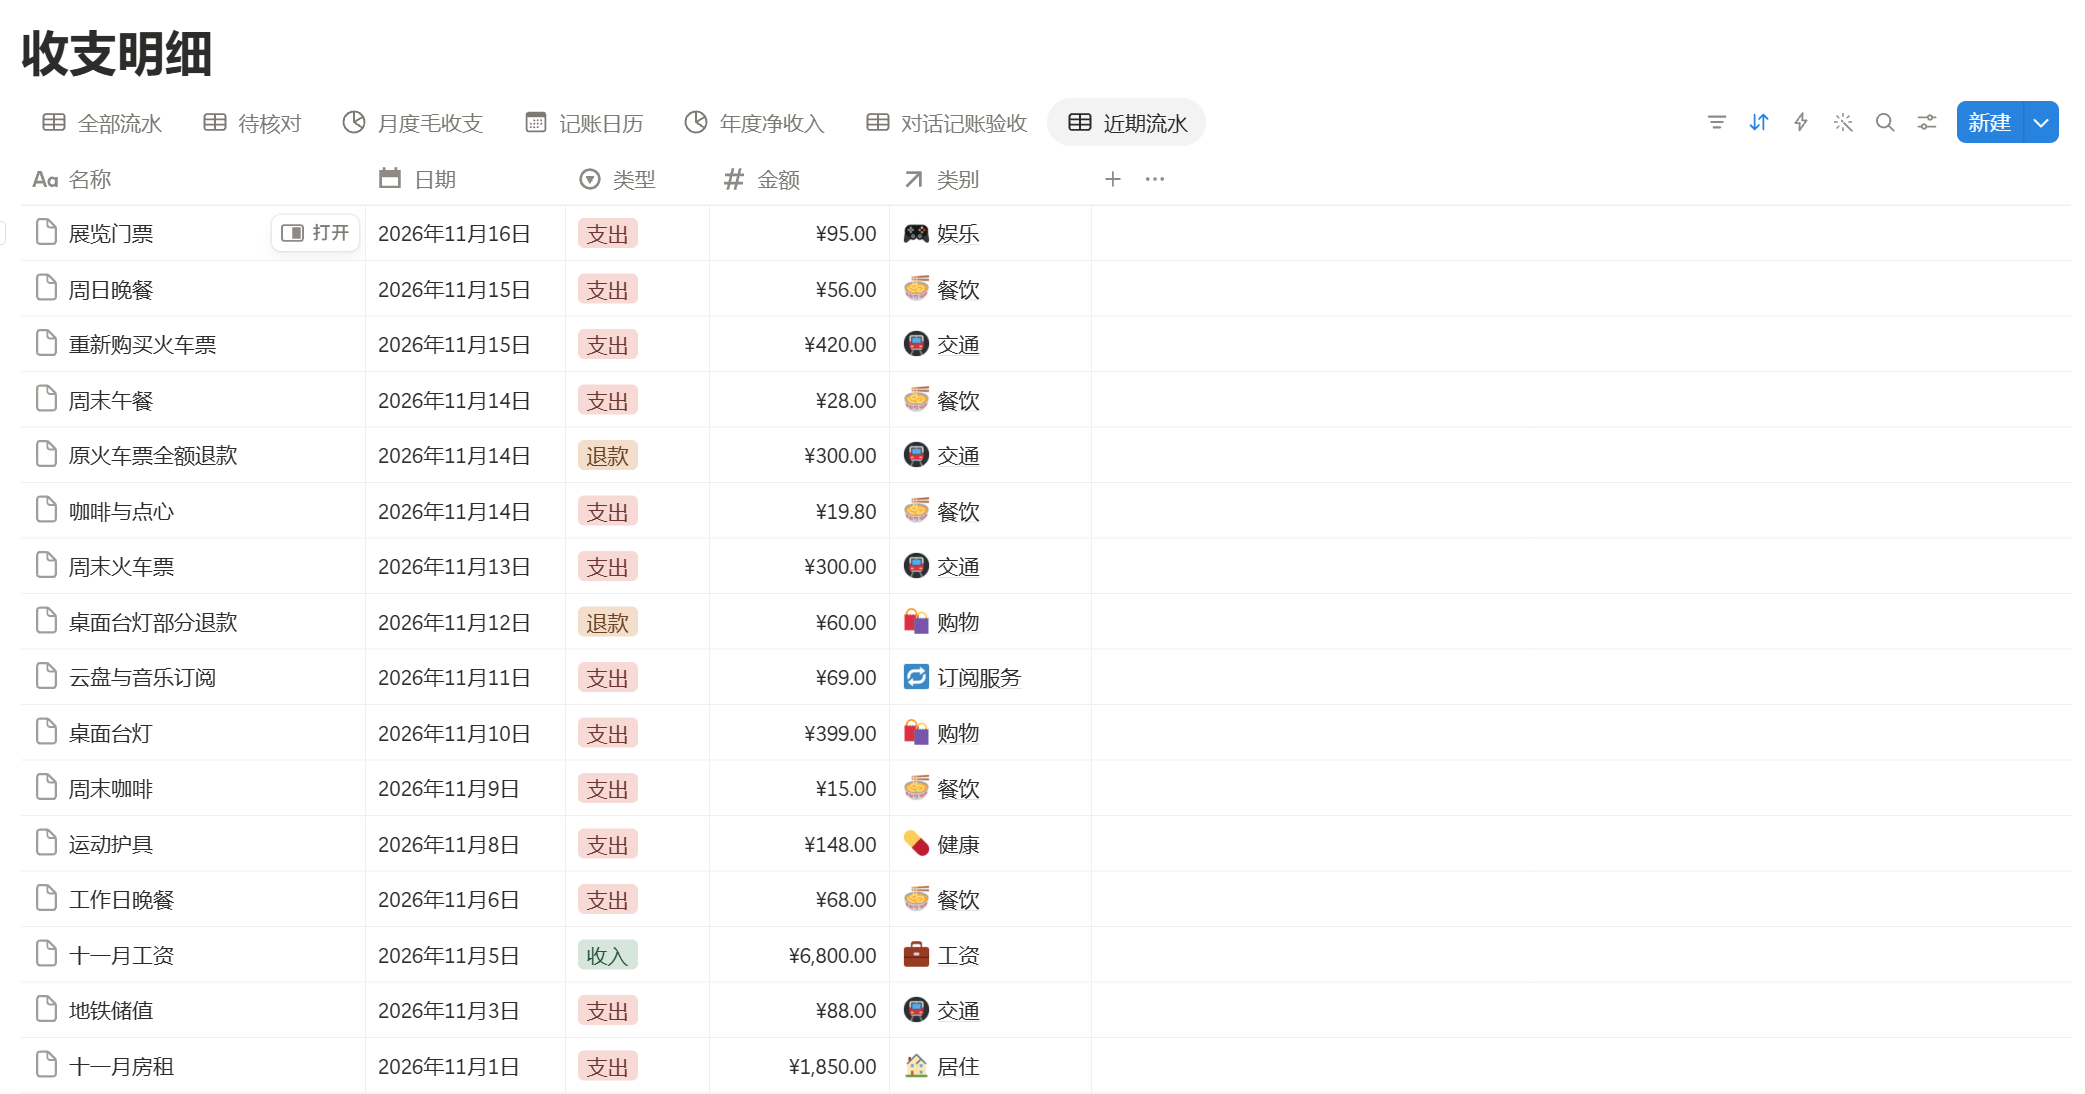 收支明细
全部流水 待核对 月度毛收支 记账日历 年度净收入 对话记账验收 近期流水 新建
Aa 名称 日期 类型 # 金额 类别 + ···
展览门票 打开 2026年11月16日 支出 ¥95.00 娱乐
周日晚餐 2026年11月15日 支出 ¥56.00 餐饮
重新购买火车票 2026年11月15日 支出 ¥420.00 交通
周末午餐 2026年11月14日 支出 ¥28.00 餐饮
原火车票全额退款 2026年11月14日 退款 ¥300.00 交通
咖啡与点心 2026年11月14日 支出 ¥19.80 餐饮
周末火车票 2026年11月13日 支出 ¥300.00 交通
桌面台灯部分退款 2026年11月12日 退款 ¥60.00 购物
云盘与音乐订阅 2026年11月11日 支出 ¥69.00 订阅服务
桌面台灯 2026年11月10日 支出 ¥399.00 购物
周末咖啡 2026年11月9日 支出 ¥15.00 餐饮
运动护具 2026年11月8日 支出 ¥148.00 健康
工作日晚餐 2026年11月6日 支出 ¥68.00 餐饮
十一月工资 2026年11月5日 收入 ¥6,800.00 工资
地铁储值 2026年11月3日 支出 ¥88.00 交通
十一月房租 2026年11月1日 支出 ¥1,850.00 居住